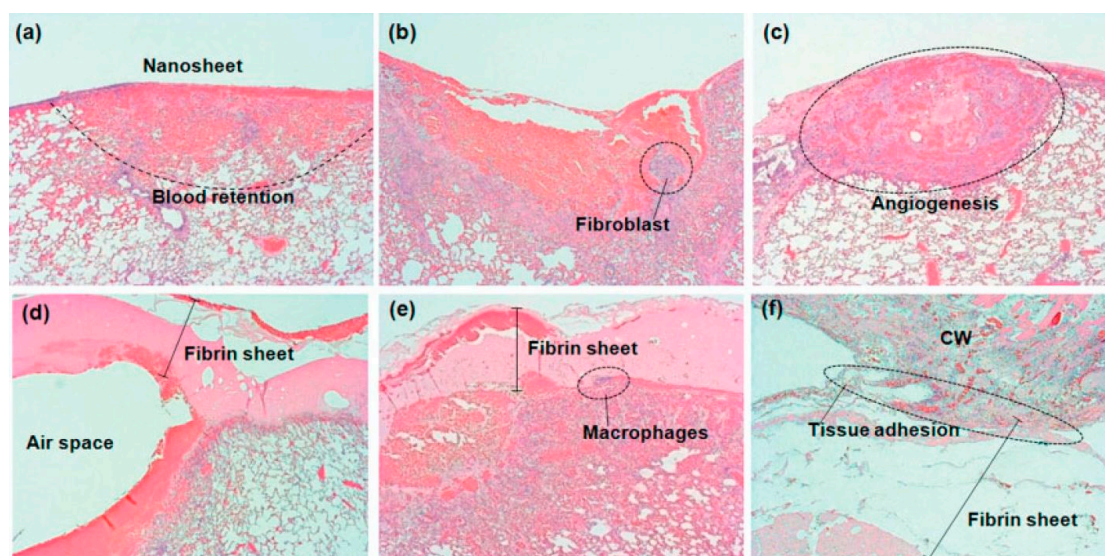 (a)
Nanosheet
Blood retention
(b)
Fibroblast
(c)
Angiogenesis
(d)
Fibrin sheet
Air space
(e)
Fibrin sheet
Macrophages
(f)
CW
Tissue adhesion
Fibrin sheet